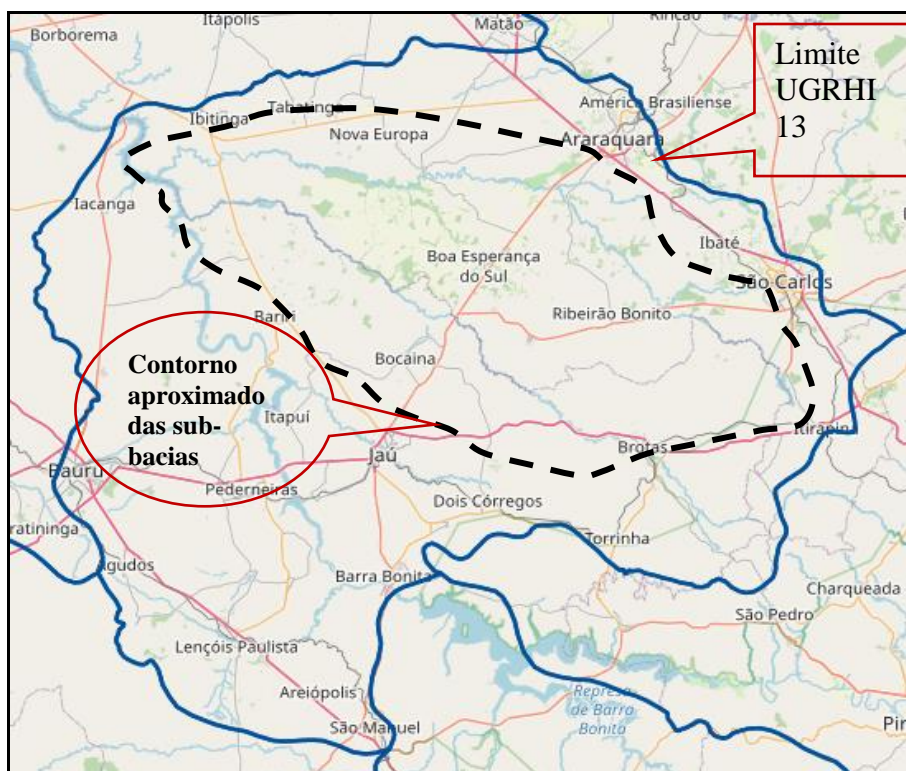 Itápolis
Matão
Rincão
Borborema
Limite
UGRHI
13
Tabatinga
Ibitinga
Nova Europa
Américo Brasiliense
Araraquara
Iacanga
Ibaté
Boa Esperança
do Sul
São Carlos
Bariri
Ribeirão Bonito
Bocaina
Contorno
aproximado
das sub-
bacias
Itapuí
Itirapin
Jaú
Brotas
Bauru
Pederneiras
Dois Córregos
ratininga
Torrinha
Agudos
Barra Bonita
Charqueada
São Pedro
Lençóis Paulista
Areiópolis
Represa
de Barra
Bonita
São Manuel
Pir